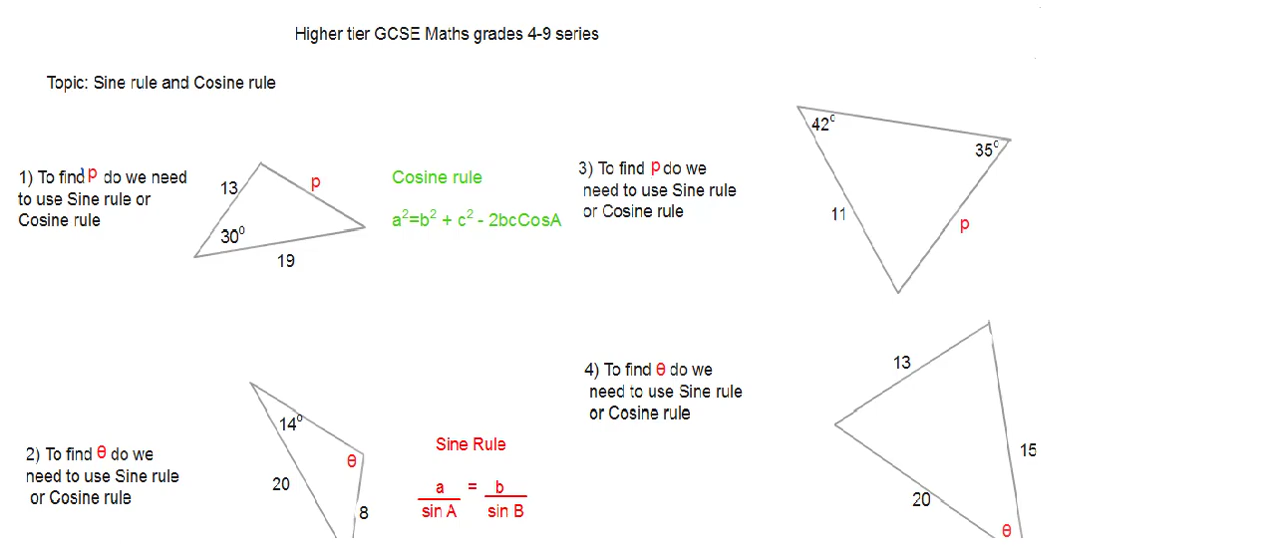 Higher tier GCSE Maths grades 4-9 series
Topic: Sine rule and Cosine rule
1) To find p do we need
to use Sine rule or
Cosine rule
13
p
30⁰
19
Cosine rule
a²=b² + c² - 2bcCosA
3) To find p do we
need to use Sine rule
or Cosine rule
42⁰
35⁰
11
p
2) To find θ do we
need to use Sine rule
or Cosine rule
14⁰
θ
20
8
Sine Rule
a = b
sin A sin B
4) To find θ do we
need to use Sine rule
or Cosine rule
13
15
20
θ